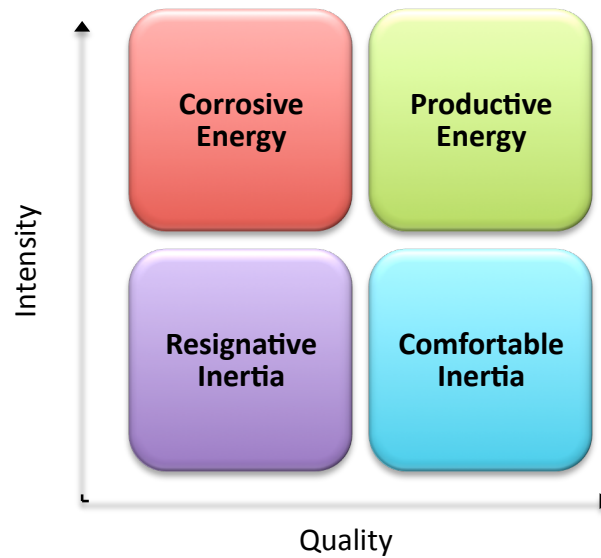 Corrosive
Energy
Productive
Energy
Intensity
Resignative
Inertia
Comfortable
Inertia
Quality